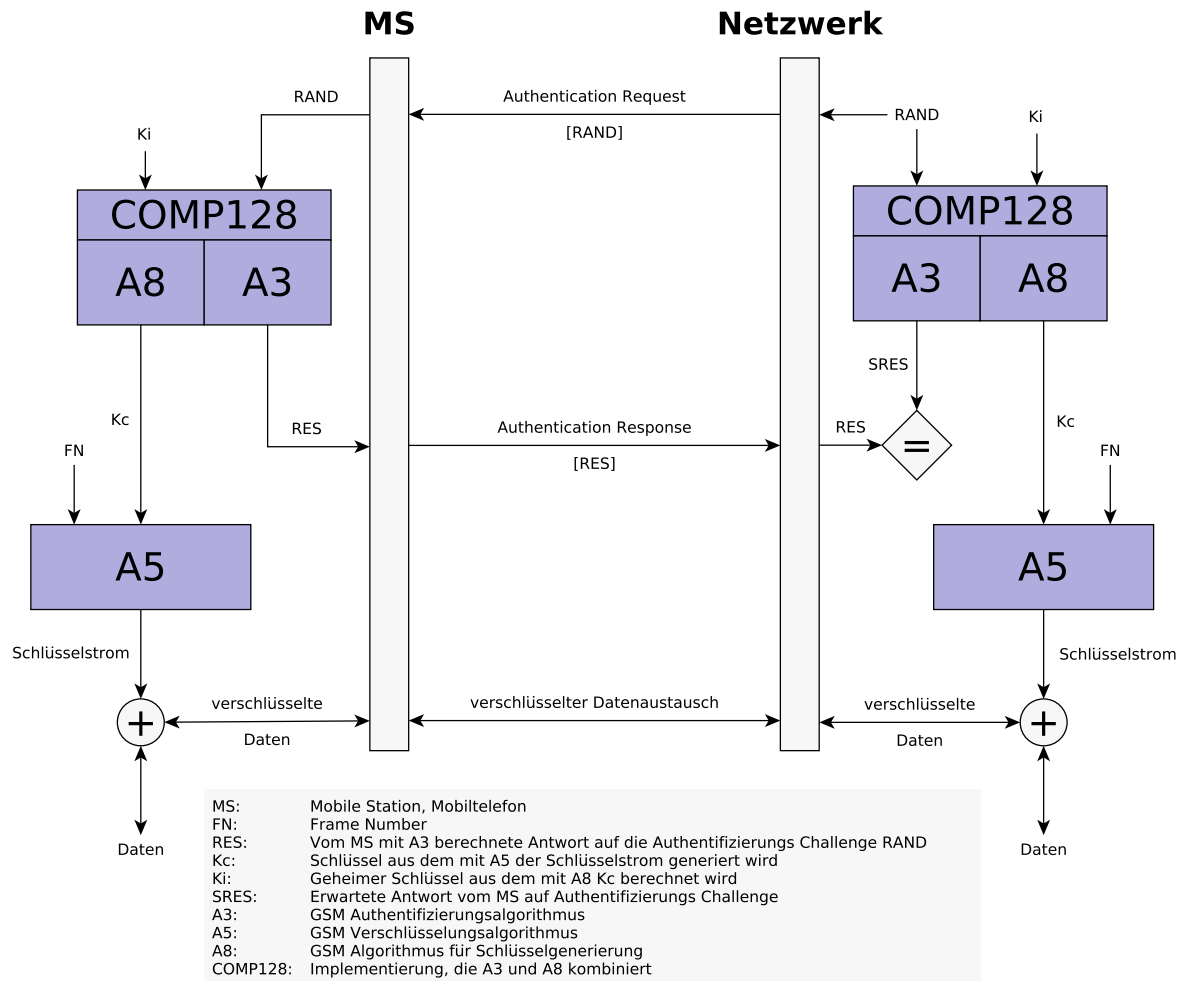 MS
Netzwerk
RAND
Authentication Request
[RAND]
RAND
Ki
Ki
COMP128
A8
A3
COMP128
A3
A8
SRES
Kc
RES
Authentication Response
[RES]
RES
Kc
FN
FN
A5
A5
Schlüsselstrom
Schlüsselstrom
+
verschlüsselte
Daten
verschlüsselter Datenaustausch
verschlüsselte
Daten
+
=
Daten
Daten
MS: Mobile Station, Mobiltelefon
FN: Frame Number
RES: Vom MS mit A3 berechnete Antwort auf die Authentifizierungs Challenge RAND
Kc: Schlüssel aus dem mit A5 der Schlüsselstrom generiert wird
Ki: Geheimer Schlüssel aus dem mit A8 Kc berechnet wird
SRES: Erwartete Antwort vom MS auf Authentifizierungs Challenge
A3: GSM Authentifizierungsalgorithmus
A5: GSM Verschlüsselungsalgorithmus
A8: GSM Algorithmus für Schlüsselgenerierung
COMP128: Implementierung, die A3 und A8 kombiniert